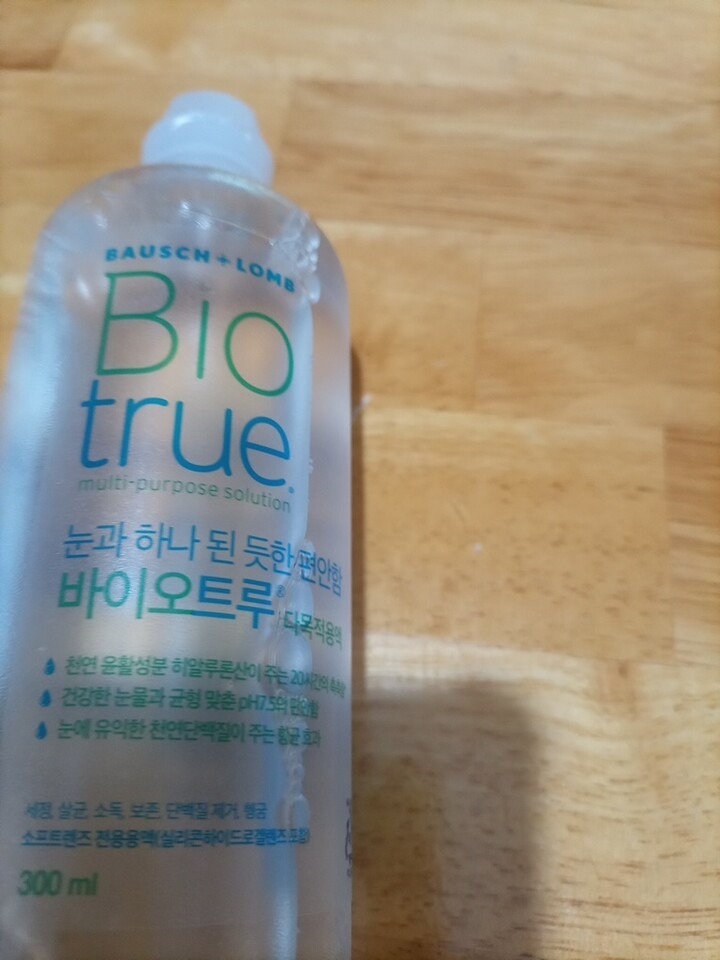 BAUSCH + LOMB
Bio
true.
multi-purpose solution
눈과 하나 된 듯한 편안함
바이오트루® 다목적용액
천연 윤활성분 히알루론산이 주는 20시간의 촉촉함
건강한 눈물과 균형 맞춘 pH7.5의 편안함
눈에 유익한 천연단백질이 주는 항균 효과
세정, 살균, 소독, 보존, 단백질 제거, 헹굼
소프트렌즈 전용용액(실리콘하이드로겔렌즈 포함)
300 ml